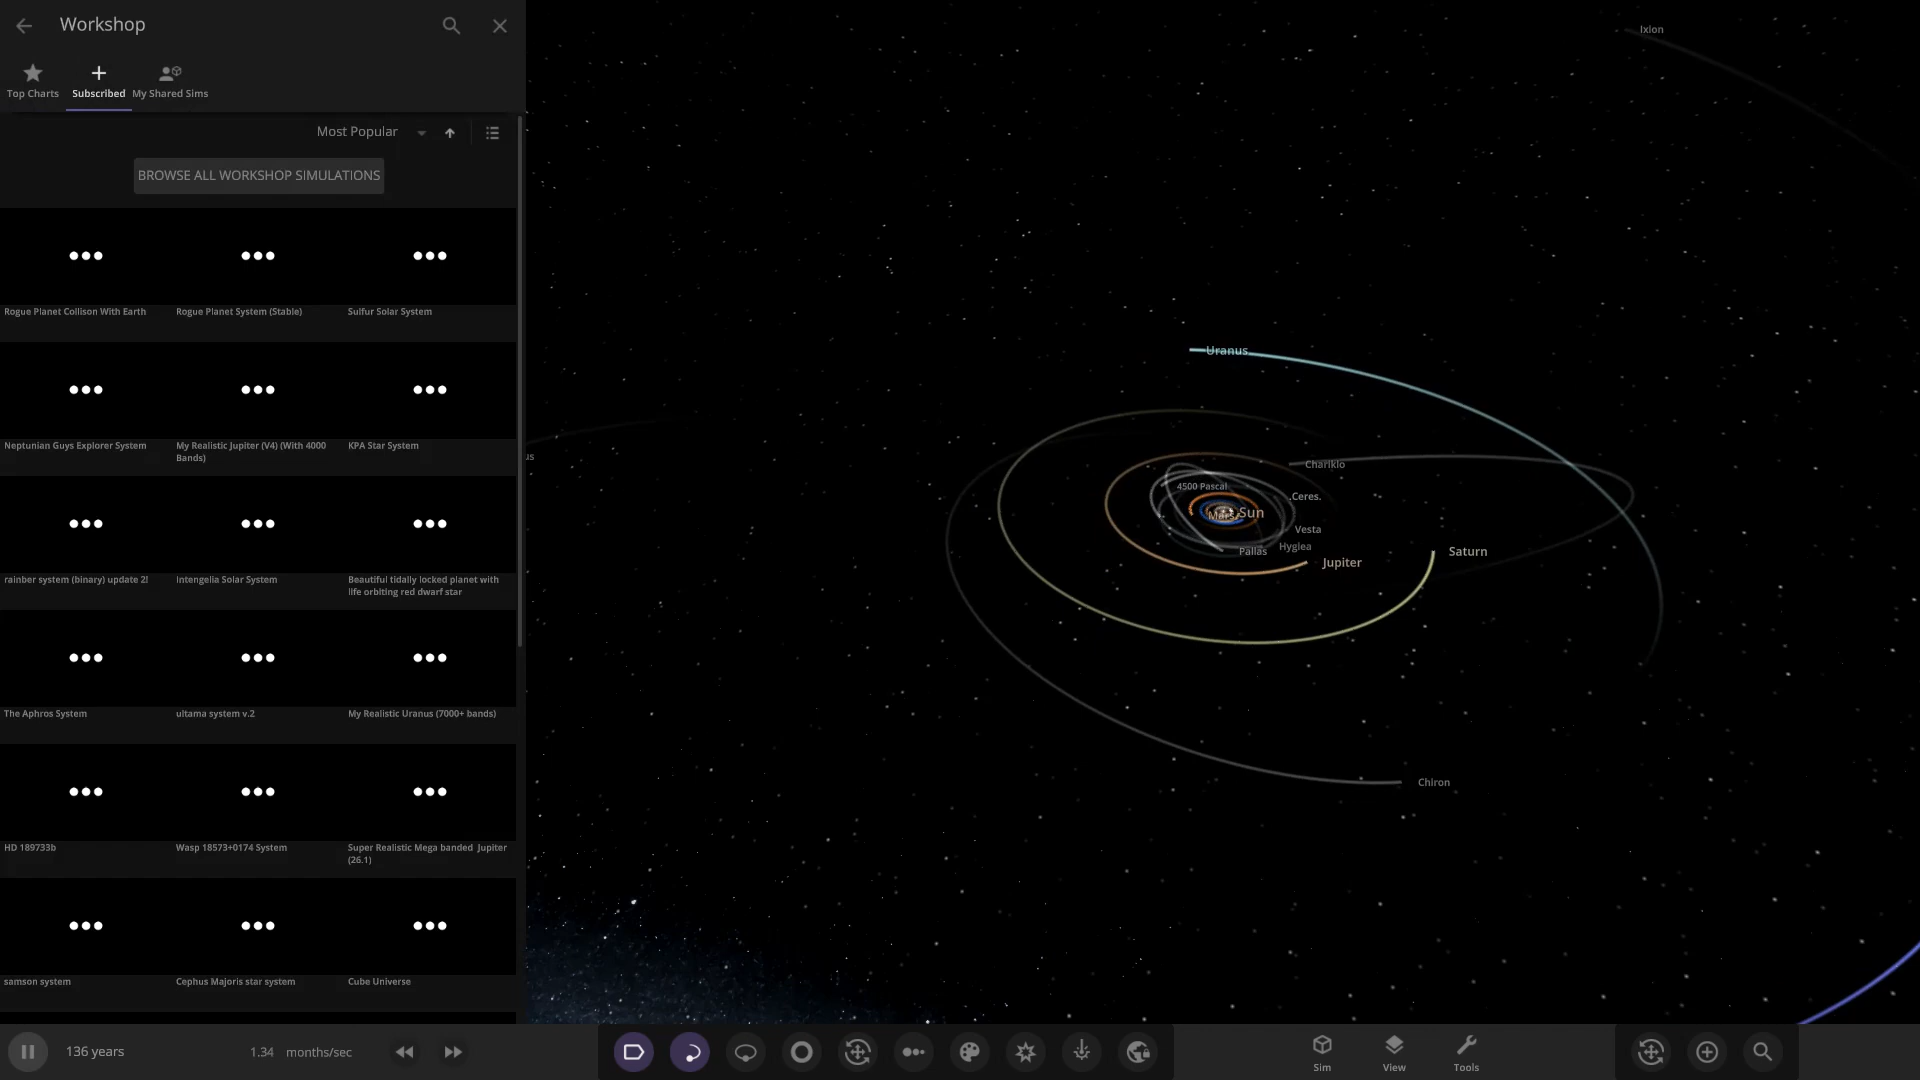 Workshop
Top Charts
Subscribed
My Shared Sims
Most Popular
BROWSE ALL WORKSHOP SIMULATIONS
Rogue Planet Collison With Earth
Rogue Planet System (Stable)
Sulfur Solar System
Neptunian Guys Explorer System
My Realistic Jupiter (V4) (With 4000
Bands)
KPA Star System
rainber system (binary) update 2!
Intengelia Solar System
Beautiful tidally locked planet with
life orbiting red dwarf star
The Aphros System
ultama system v.2
My Realistic Uranus (7000+ bands)
HD 189733b
Wasp 18573+0174 System
Super Realistic Mega banded Jupiter
(26.1)
samson system
Cephus Majoris star system
Cube Universe
Ixion
Uranus
us
Chariklo
4500 Pascal
Ceres.
Mars
Sun
Vesta
Hygiea
Pallas
Jupiter
Saturn
Chiron
136 years
1.34 months/sec
Sim
View
Tools